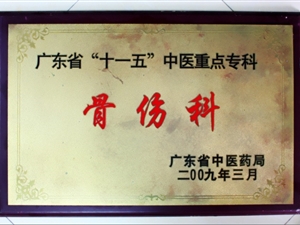 广东省“十一五”中医重点专科
骨伤科
广东省中医药局
二00九年三月